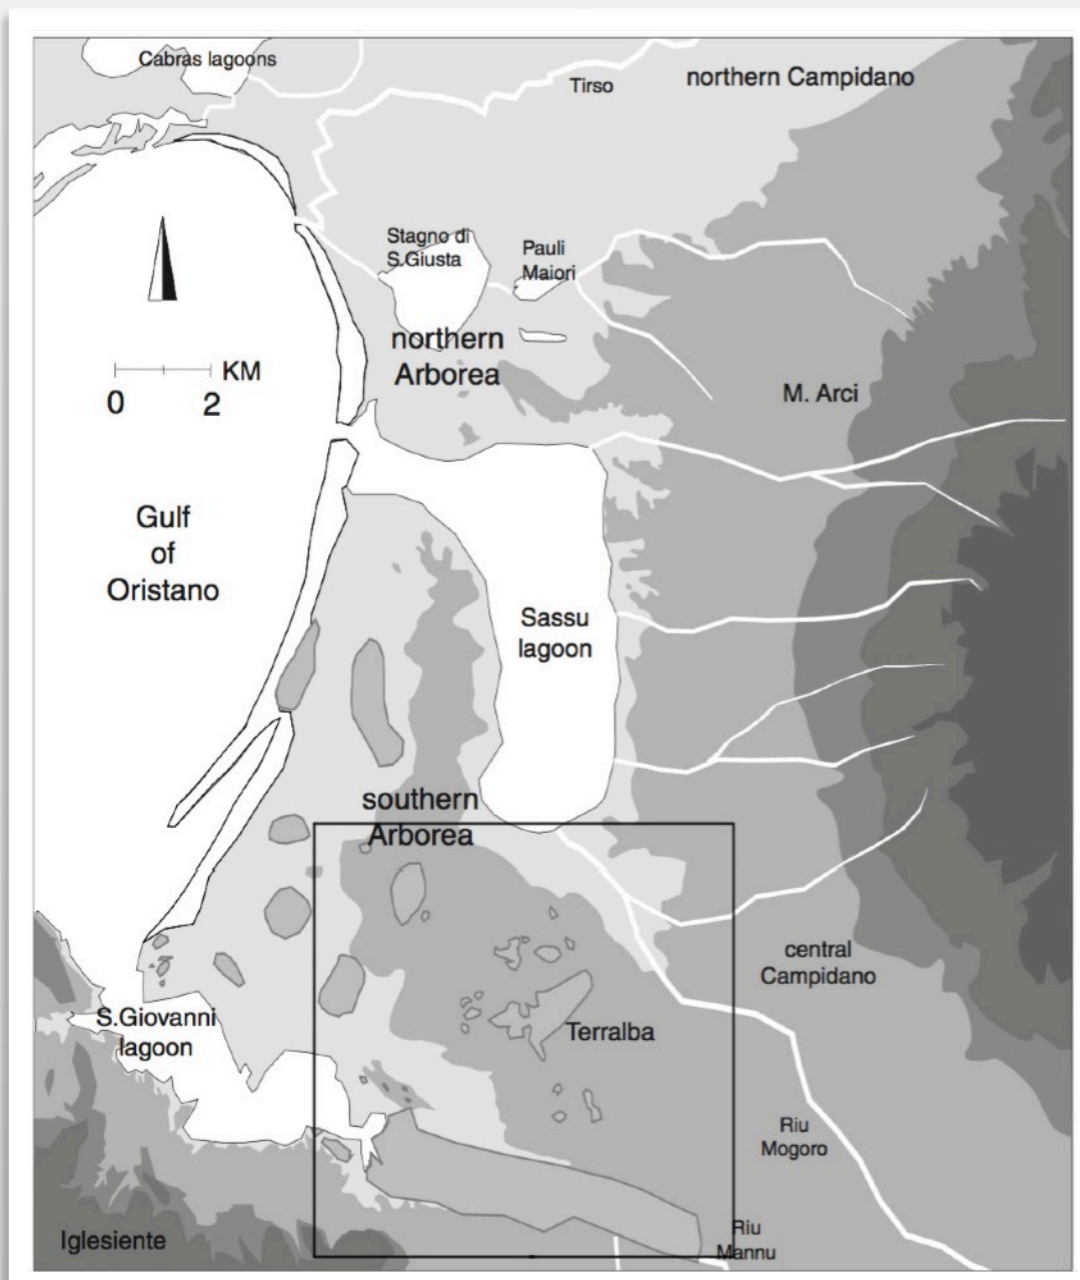 Cabras lagoons
Tirso
northern Campidano
Stagno di
S.Giusta
Pauli
Maiori
northern
Arborea
KM
0 2
M. Arci
Gulf
of
Oristano
Sassu
lagoon
southern
Arborea
central
Campidano
S.Giovanni
lagoon
Terralba
Riu
Mogoro
Iglesiente
Riu
Mannu